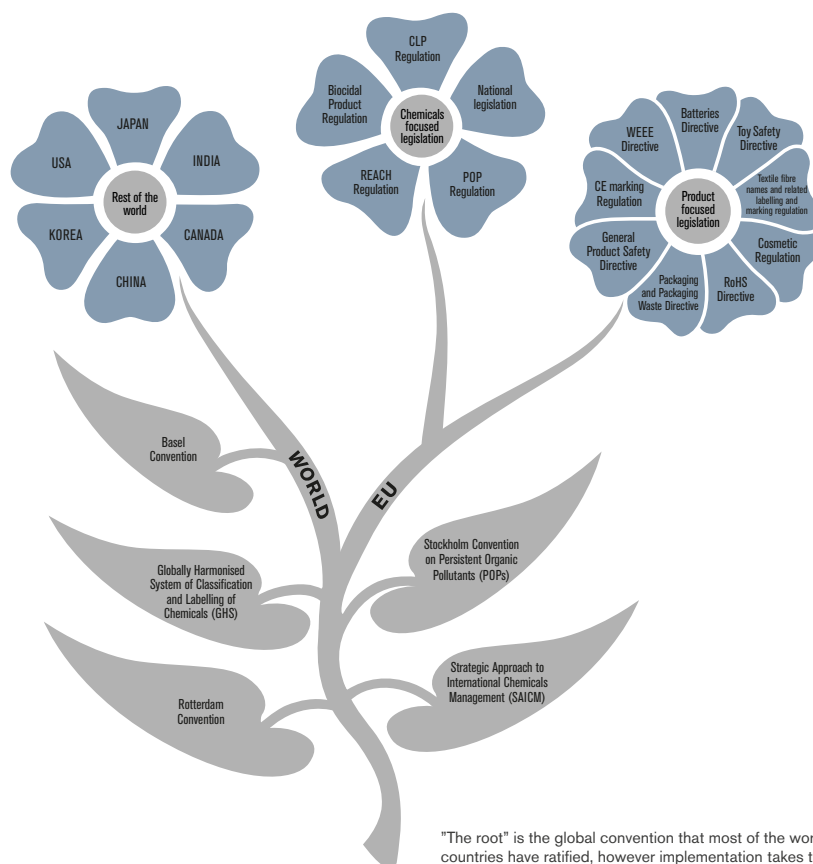 CLP
Regulation
Biocidal
Product
Regulation
National
legislation
Chemicals
focused
legislation
REACH
Regulation
POP
Regulation
JAPAN
USA
INDIA
Rest of the
world
KOREA
CANADA
CHINA
Batteries
Directive
WEEE
Directive
Toy Safety
Directive
CE marking
Regulation
Textile fibre
names and related
labelling and
marking regulation
Product
focused
legislation
General
Product Safety
Directive
Cosmetic
Regulation
Packaging
and Packaging
Waste Directive
RoHS
Directive
Basel
Convention
WORLD
EU
Globally Harmonised
System of Classification
and Labelling of
Chemicals (GHS)
Stockholm Convention
on Persistent Organic
Pollutants (POPs)
Rotterdam
Convention
Strategic Approach to
International Chemicals
Management (SAICM)
"The root" is the global convention that most of the
countries have ratified, however implementation takes